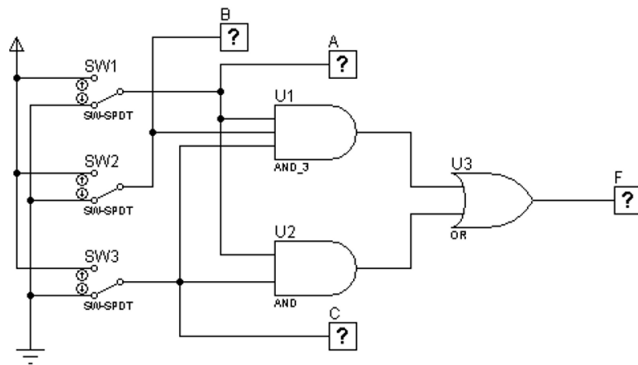 B
?
A
?
SW1
SW-SPDT
U1
AND_3
SW2
SW-SPDT
U3
OR
F
?
SW3
SW-SPDT
U2
AND
C
?